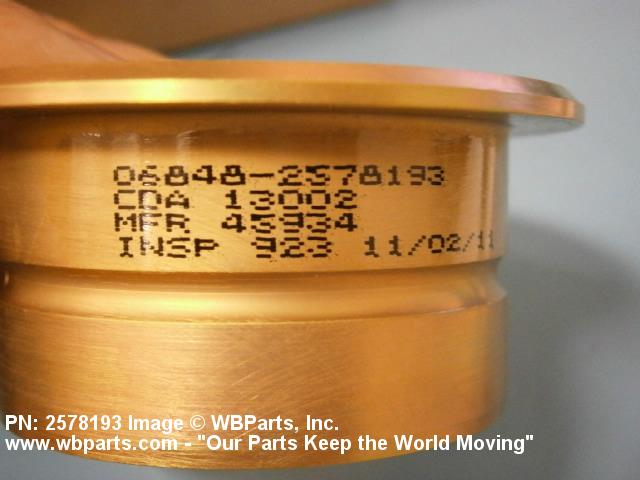 06848-2578193
CDA 13002
MFR 45934
INSP 923 11/02/11
PN: 2578193 Image © WBParts, Inc.
www.wbparts.com - "Our Parts Keep the World Moving"